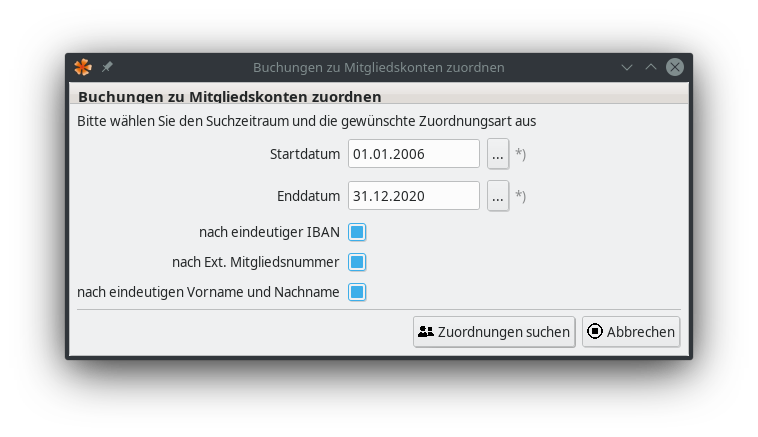 Buchungen zu Mitgliedskonten zuordnen
Buchungen zu Mitgliedskonten zuordnen
Bitte wählen Sie den Suchzeitraum und die gewünschte Zuordnungsart aus
Startdatum 01.01.2006 ... *)
Enddatum 31.12.2020 ... *)
nach eindeutiger IBAN
nach Ext. Mitgliedsnummer
nach eindeutigen Vorname und Nachname
Zuordnungen suchen Abbrechen